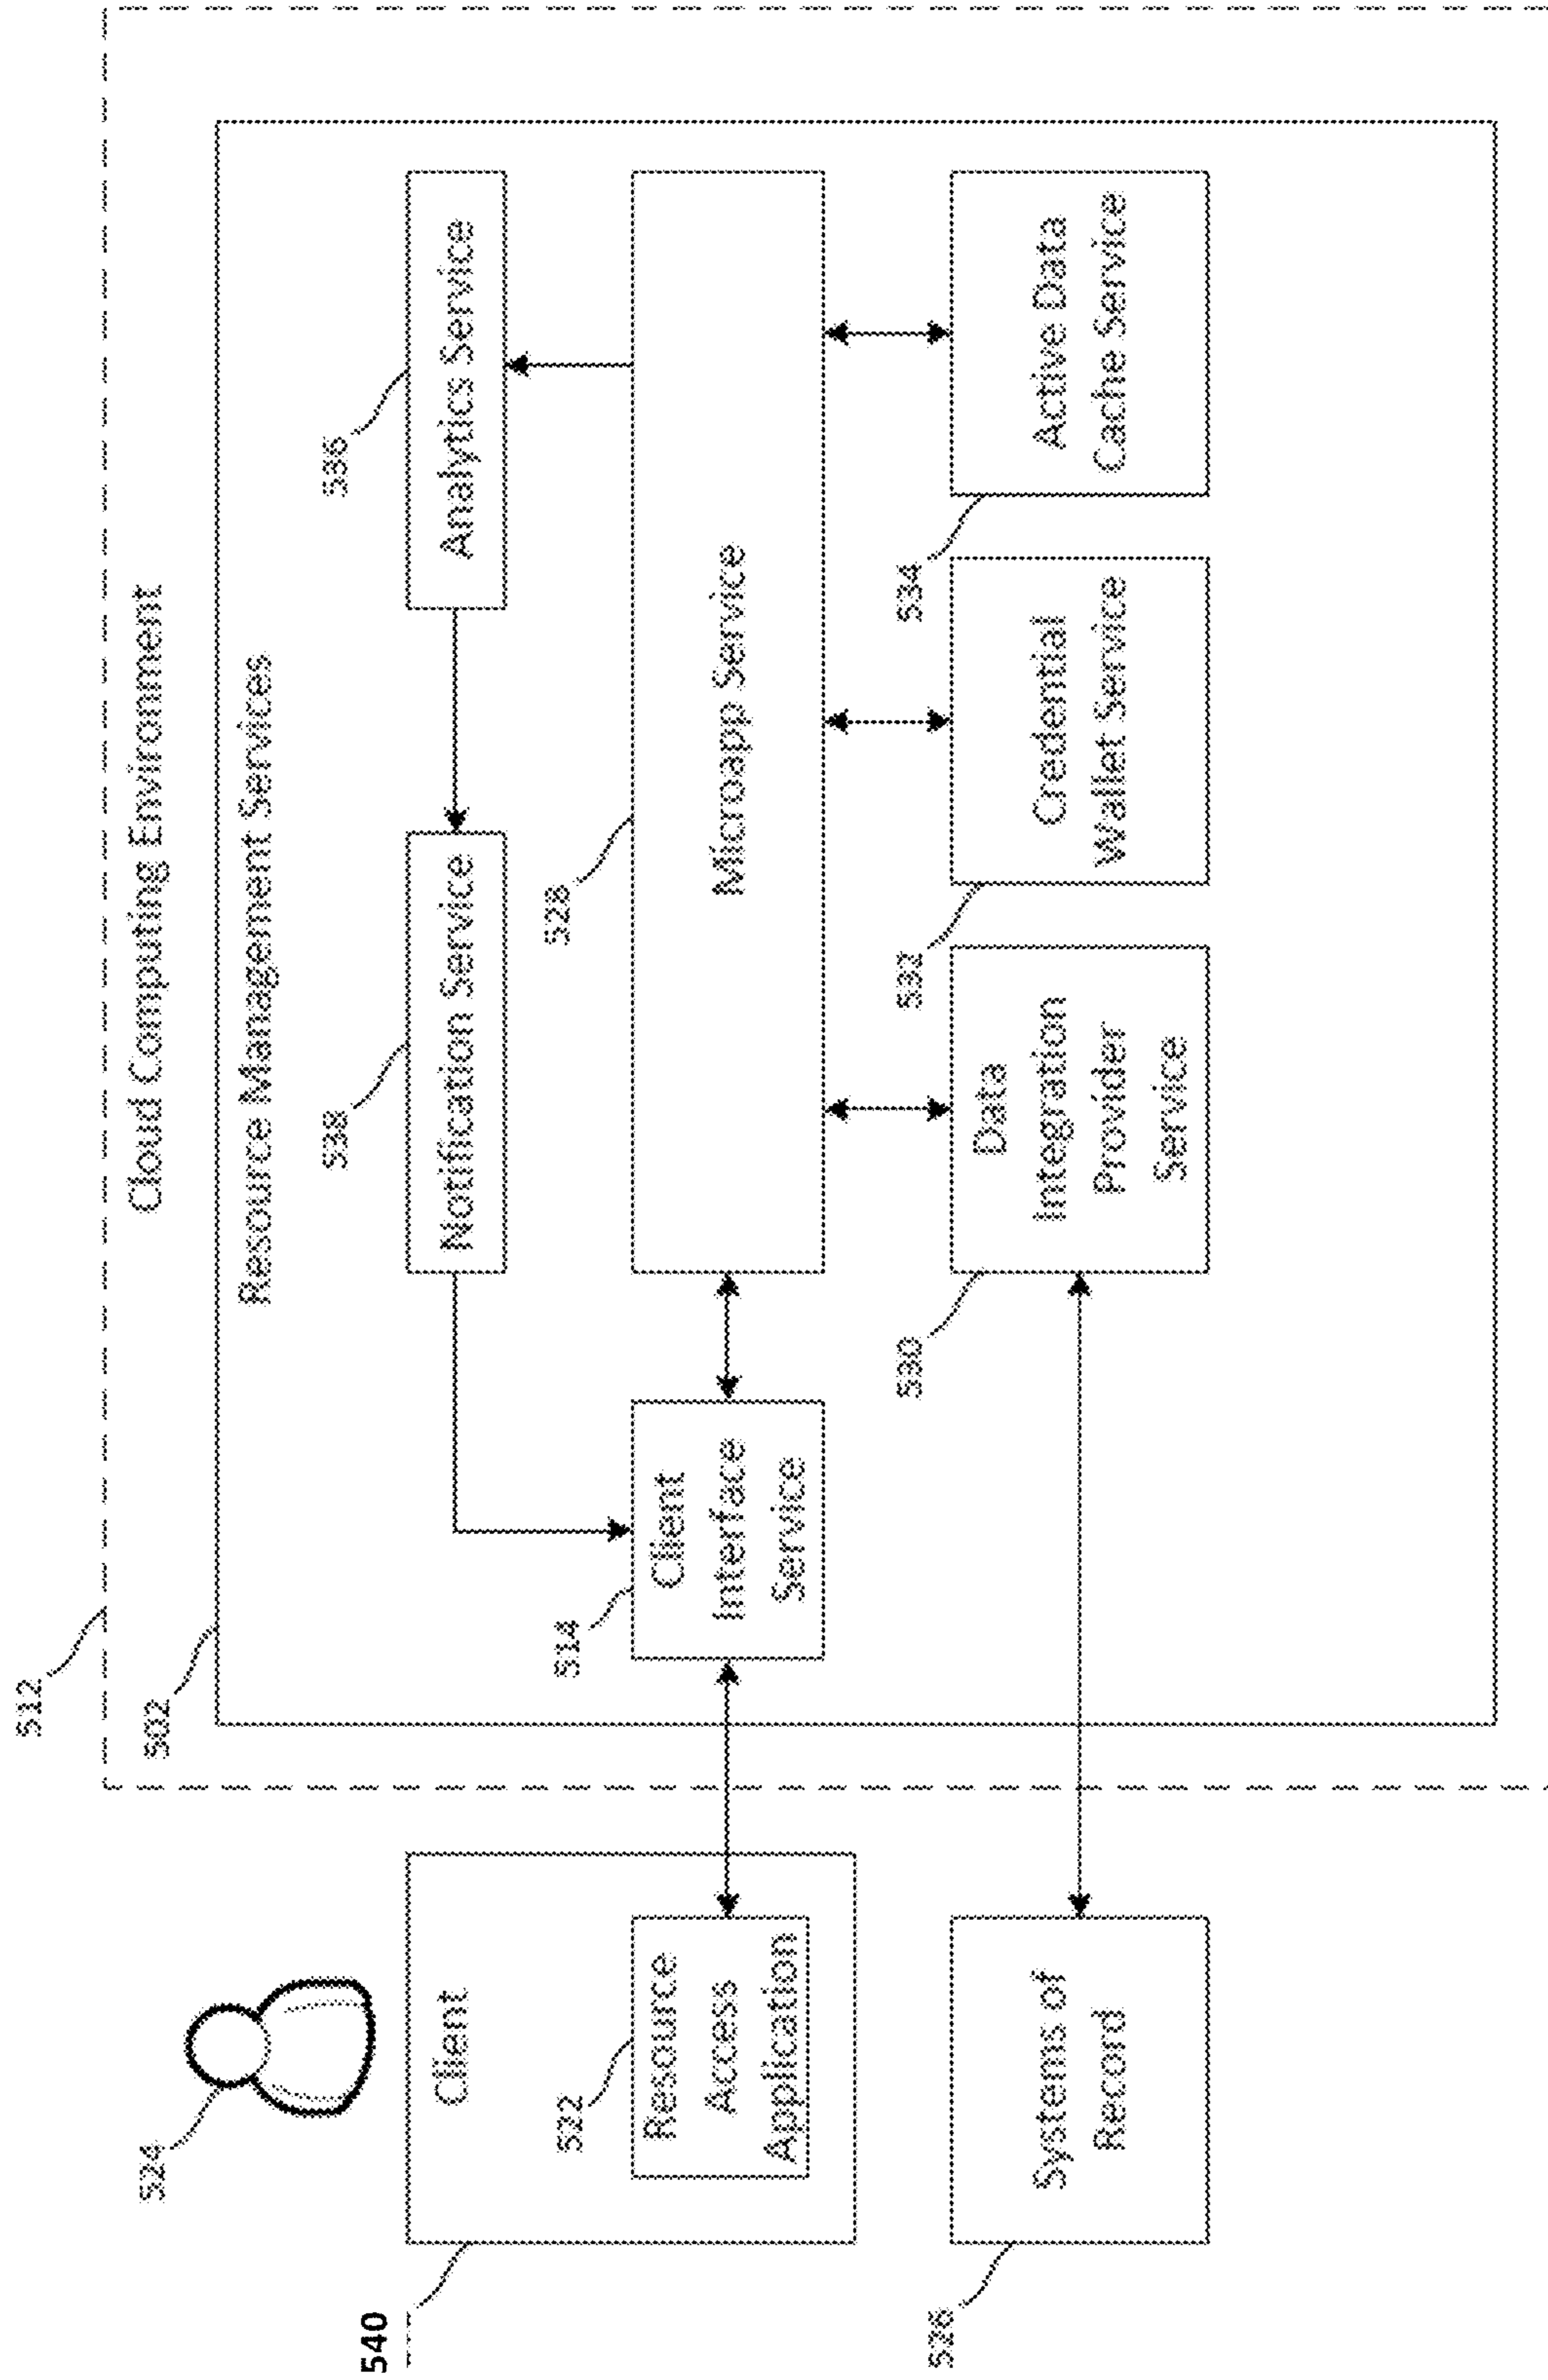 512
Cloud Computing Environment
502
Resource Management Services
524
540
Client
522
Resource
Access
Application
526
Systems of
Record
514
Client
Interface
Service
538
Notification Service
536
Analytics Service
528
Microapp Service
530
Data
Integration
Provider
Service
532
Credential
Wallet Service
534
Active Data
Cache Service